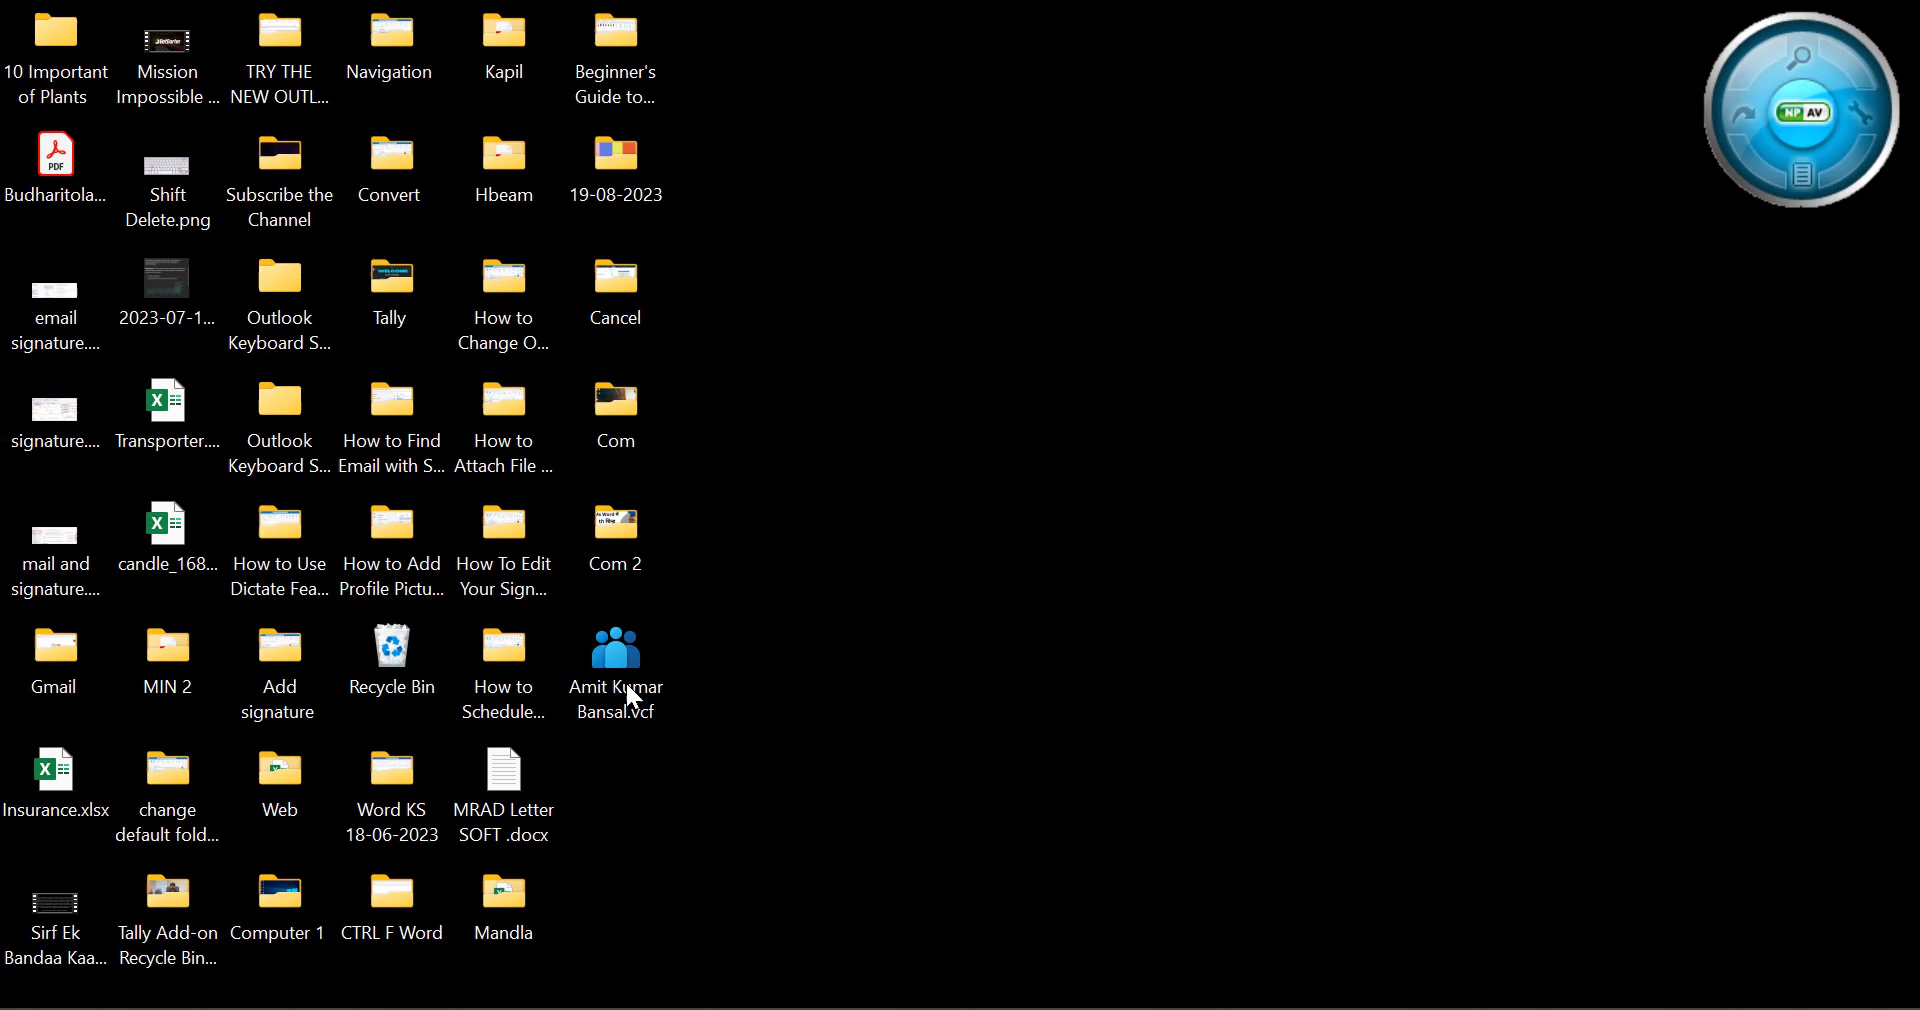 10 Important
of Plants
Mission
Impossible ...
TRY THE
NEW OUTL...
Navigation
Kapil
Beginner's
Guide to...
NP AV
PDF
Budharitola...
Shift
Delete.png
Subscribe the
Channel
Convert
Hbeam
19-08-2023
email
signature....
2023-07-1...
Outlook
Keyboard S...
WELCOME
Tally
How to
Change O...
Cancel
signature....
X
Transporter....
Outlook
Keyboard S...
How to Find
Email with S...
How to
Attach File ...
Com
mail and
signature....
X
candle_168...
How to Use
Dictate Fea...
How to Add
Profile Pictu...
How To Edit
Your Sign...
Com 2
Gmail
MIN 2
Add
signature
Recycle Bin
How to
Schedule...
Amit Kumar
Bansal.vcf
X
Insurance.xlsx
change
default fold...
Web
Word KS
18-06-2023
MRAD Letter
SOFT .docx
Sirf Ek
Bandaa Kaa...
Tally Add-on
Recycle Bin...
Computer 1
CTRL F Word
Mandla